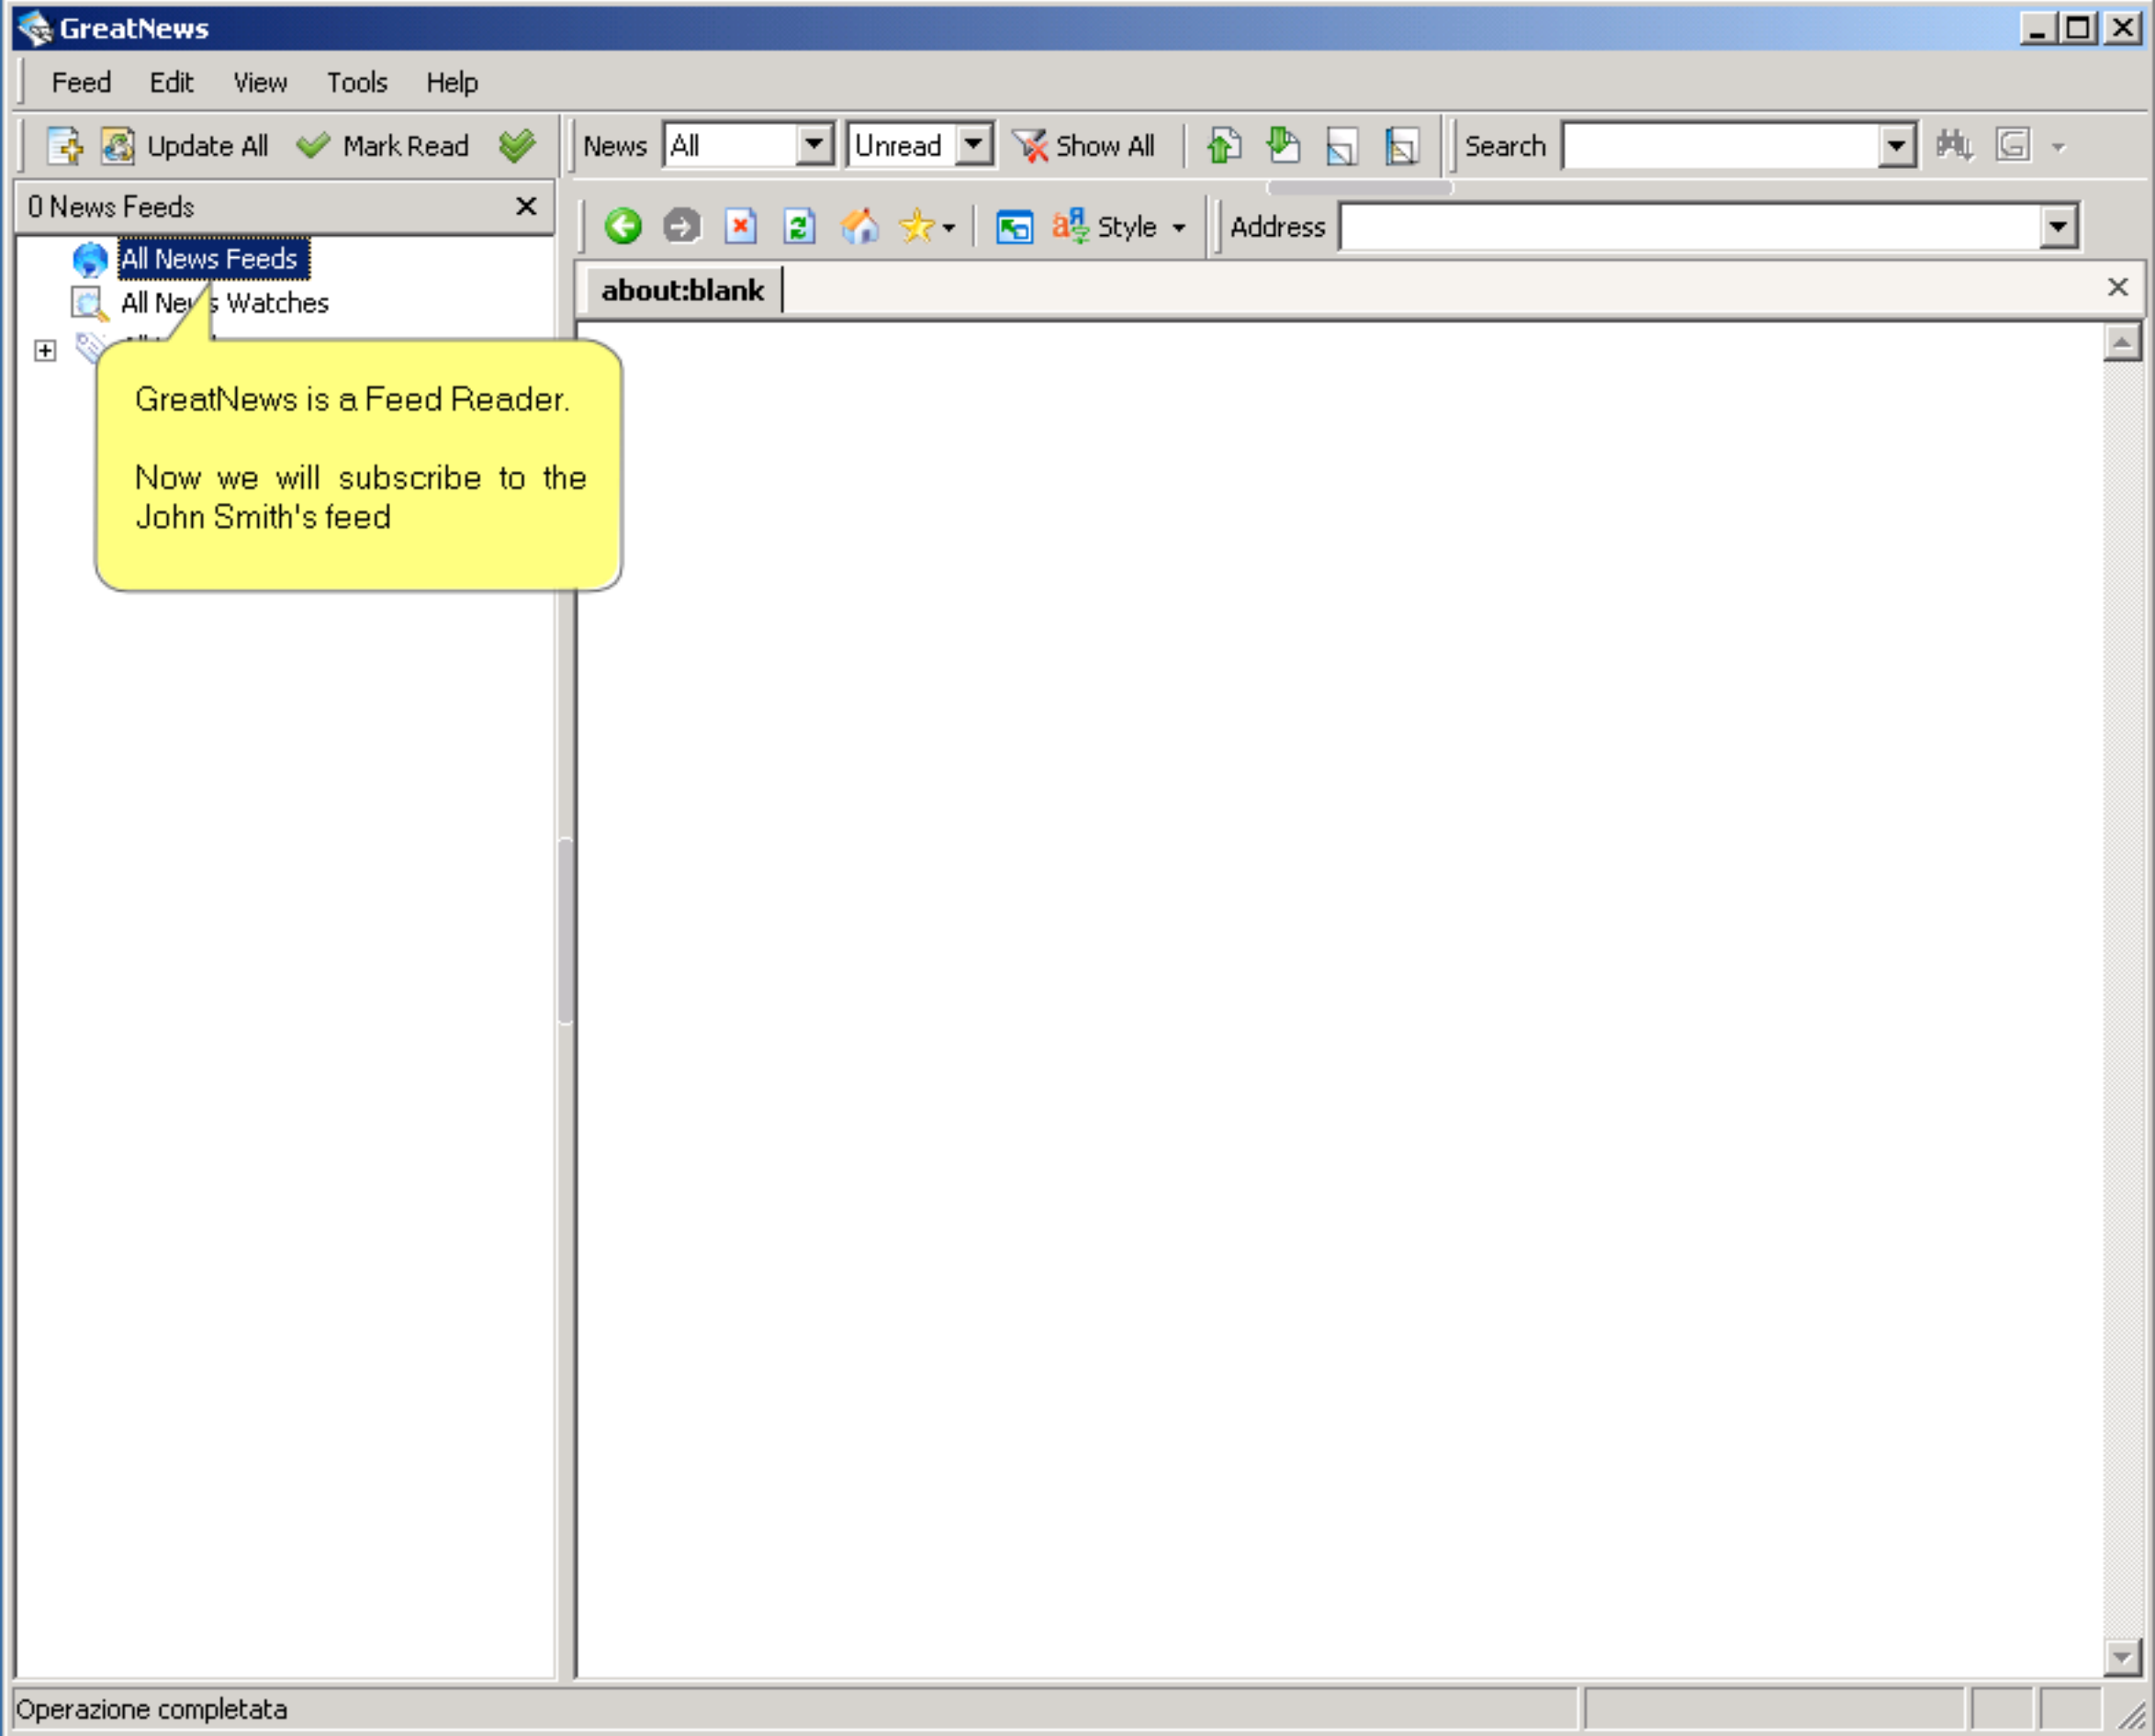 GreatNews
Feed Edit View Tools Help
Update All Mark Read News All Unread Show All Search
0 News Feeds
Style Address
All News Feeds
about:blank
All News Watches
GreatNews is a Feed Reader.
Now we will subscribe to the
John Smith's feed
Operazione completata